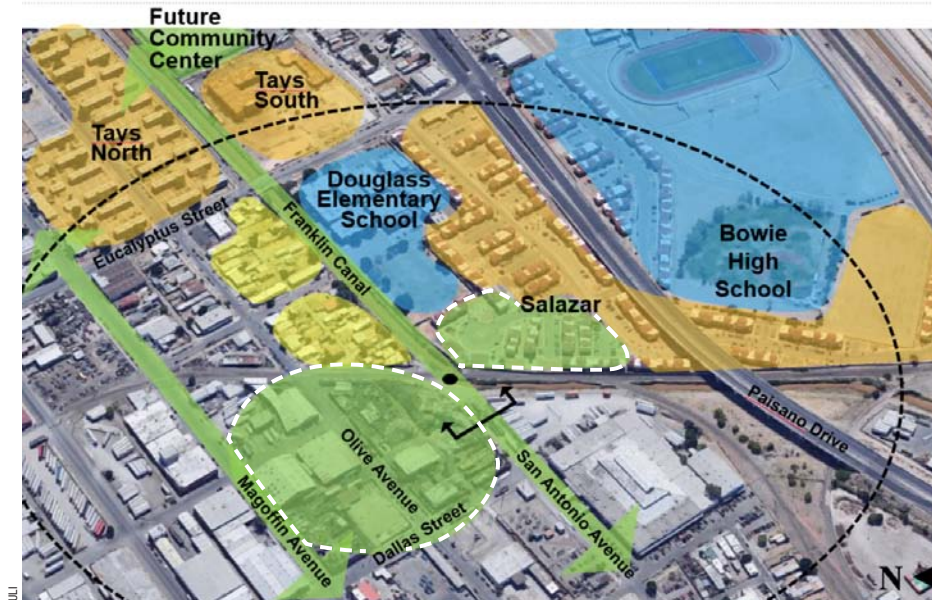 Future
Community
Center
Tays
South
Tays
North
Douglass
Elementary
School
Eucalyptus Street
Franklin Canal
Bowie
High
School
Salazar
Paisano Drive
Olive Avenue
San Antonio Avenue
Magoffin Avenue
Dallas Street
N
ULI